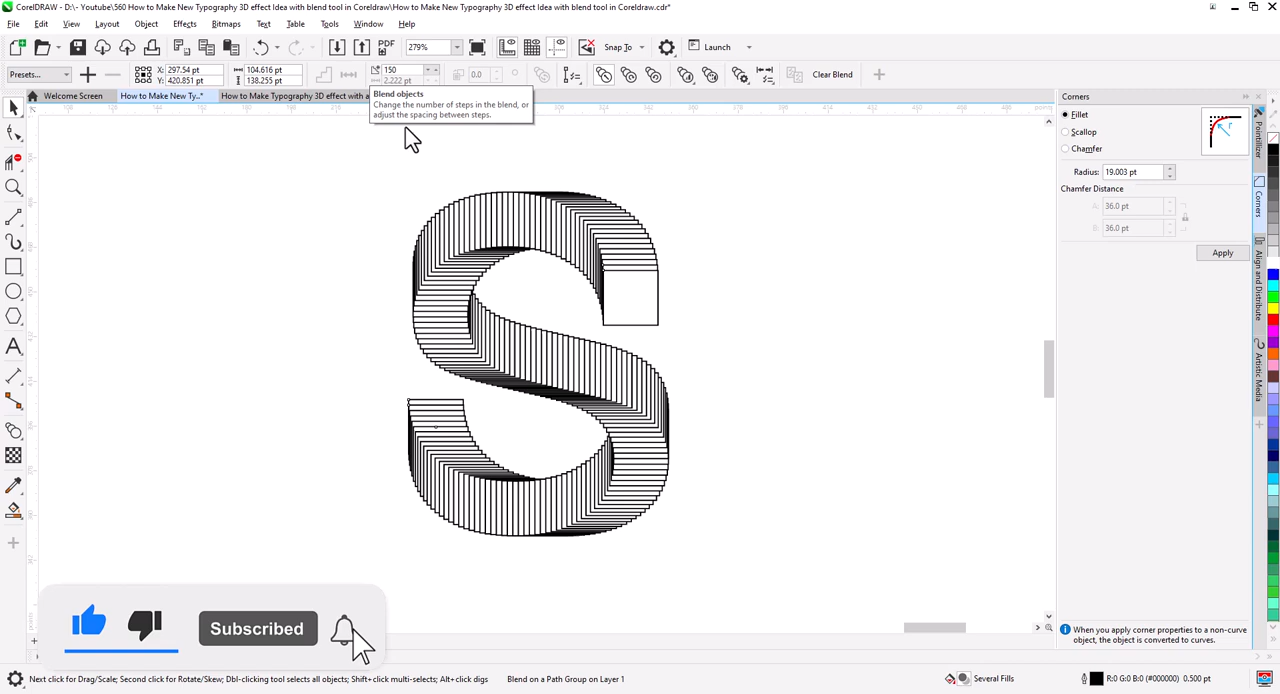 CorelDRAW - D:\- Youtube\560 How to Make New Typography 3D effect Idea with blend tool in Coreldraw\How to Make New Typography 3D effect Idea with blend tool in Coreldraw.cdr*
File Edit View Layout Object Effects Bitmaps Text Table Tools Window Help
PDF 279% Snap To Launch
Presets... X: 297.54 pt 104.616 pt 150 0.0 Clear Blend
Y: 420.851 pt 138.255 pt 2.222 pt
Welcome Screen How to Make New Ty...* How to Make Typography 3D effect with a
Blend objects
Change the number of steps in the blend, or
adjust the spacing between steps.
Corners
Fillet
Scallop
Chamfer
Radius: 19.003 pt
Chamfer Distance
A: 36.0 pt
B: 36.0 pt
Apply
Pointillizer
Corners
Align and Distribute
Artistic Media
Subscribed
When you apply corner properties to a non-curve
object, the object is converted to curves.
Next click for Drag/Scale; Second click for Rotate/Skew; Dbl-clicking tool selects all objects; Shift+click multi-selects; Alt+click digs Blend on a Path Group on Layer 1 Several Fills R:0 G:0 B:0 (#000000) 0.500 pt